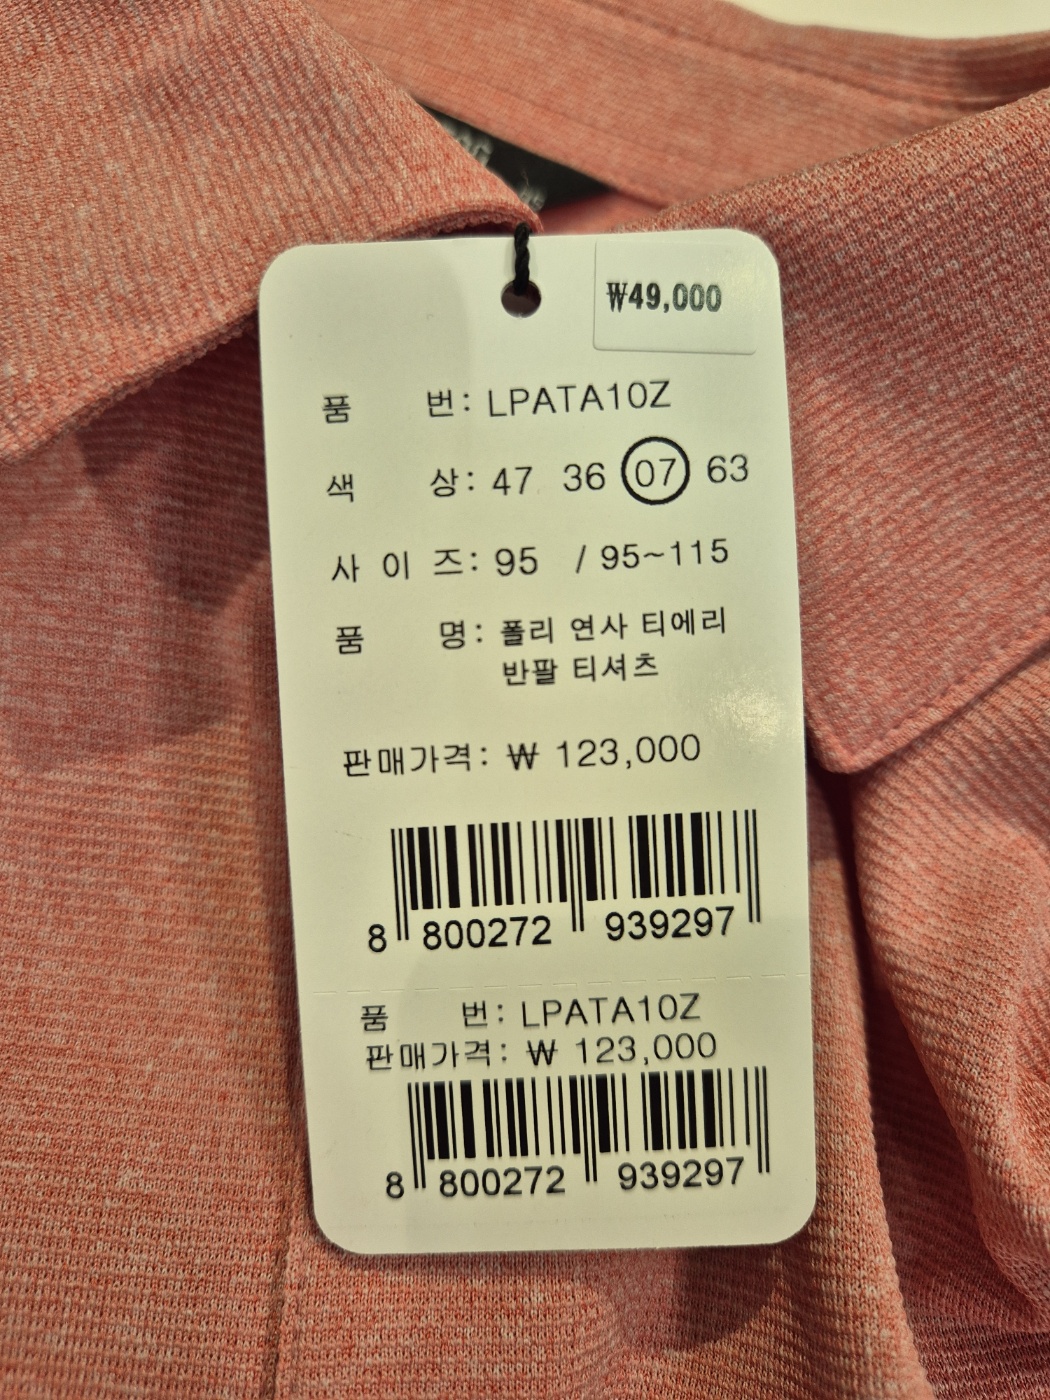 ₩49,000
품 번: LPATA10Z
색 상: 47 36 07 63
사 이 즈: 95 / 95~115
품 명: 폴리 연사 티에리
반팔 티셔츠
판매가격: ₩ 123,000
8 800272 939297
품 번: LPATA10Z
판매가격: ₩ 123,000
8 800272 939297